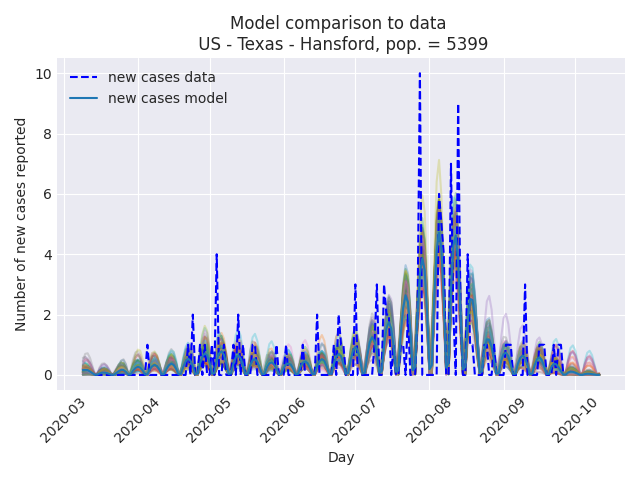 Model comparison to data
US - Texas - Hansford, pop. = 5399
new cases data
new cases model
Number of new cases reported
10
8
6
4
2
0
2020-03
2020-04
2020-05
2020-06
2020-07
2020-08
2020-09
2020-10
Day